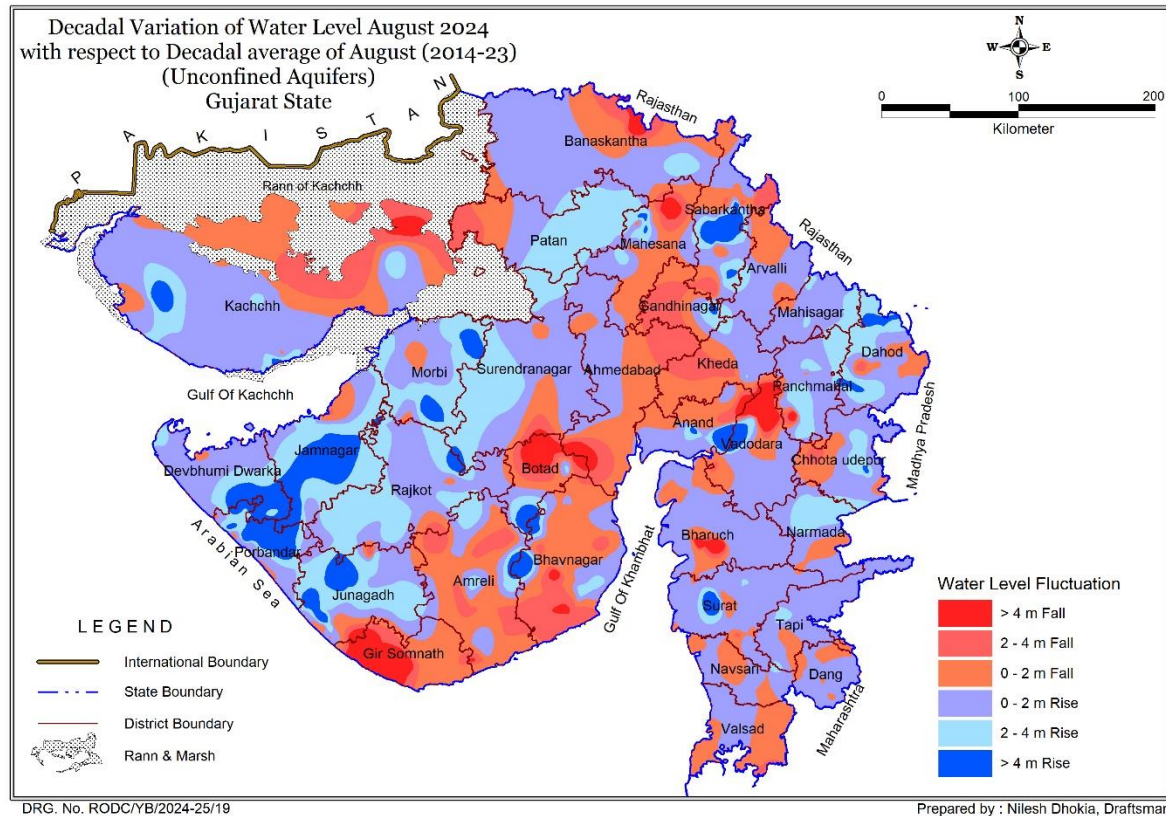 Decadal Variation of Water Level August 2024
with respect to Decadal average of August (2014-23)
(Unconfined Aquifers)
Gujarat State
N
W E
S
0 100 200
Kilometer
PAKISTAN
Rajasthan
Banaskantha
Rann of Kachchh
Sabarkantha
Patan
Mahesana
Rajasthan
Arvalli
Kachchh
Gandhinagar
Mahisagar
Dahod
Morbi
Surendranagar
Ahmedabad
Kheda
Panchmahal
Gulf Of Kachchh
Anand
Vadodara
Madhya Pradesh
Jamnagar
Devbhumi Dwarka
Botad
Chhota udepur
Rajkot
Narmada
Arabian Sea
Porbandar
Bharuch
Bhavnagar
Gulf Of Khambhat
Amreli
Junagadh
Surat
Tapi
Gir Somnath
Navsari
Dang
Maharashtra
Valsad
LEGEND
International Boundary
State Boundary
District Boundary
Rann & Marsh
Water Level Fluctuation
> 4 m Fall
2 - 4 m Fall
0 - 2 m Fall
0 - 2 m Rise
2 - 4 m Rise
> 4 m Rise
DRG. No. RODC/YB/2024-25/19
Prepared by : Nilesh Dhokia, Draftsman